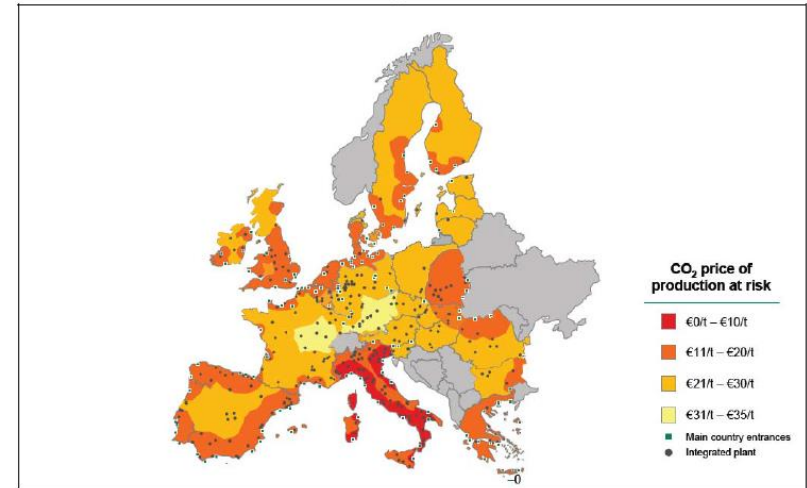 CO₂ price of
production at risk
€0/t – €10/t
€11/t – €20/t
€21/t – €30/t
€31/t – €35/t
Main country entrances
Integrated plant
–0